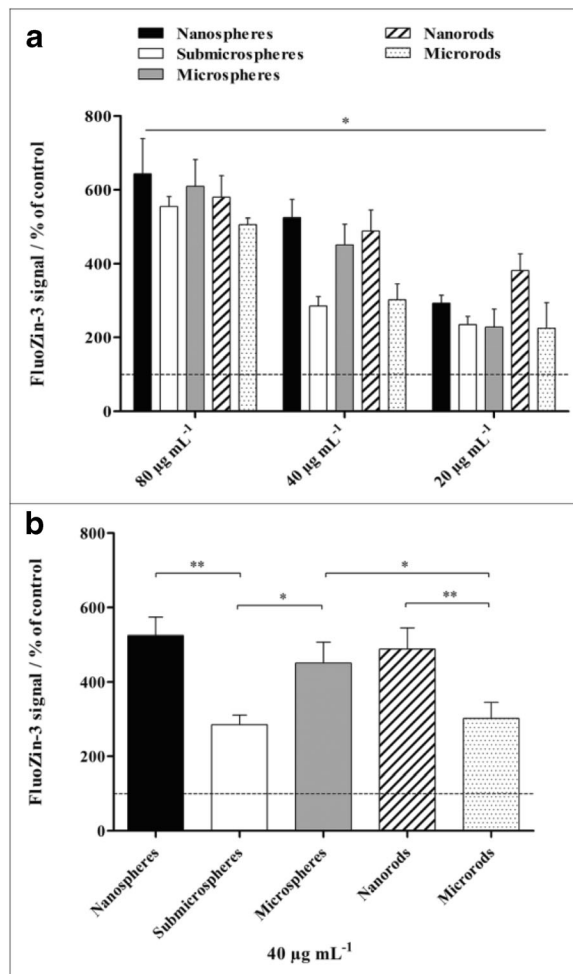 a
Nanospheres
Submicrospheres
Microspheres
Nanorods
Microrods
FluoZin-3 signal / % of control
800
600
400
200
0
*
80 µg mL⁻¹
40 µg mL⁻¹
20 µg mL⁻¹
b
FluoZin-3 signal / % of control
800
600
400
200
0
**
*
*
**
Nanospheres
Submicrospheres
Microspheres
Nanorods
Microrods
40 µg mL⁻¹